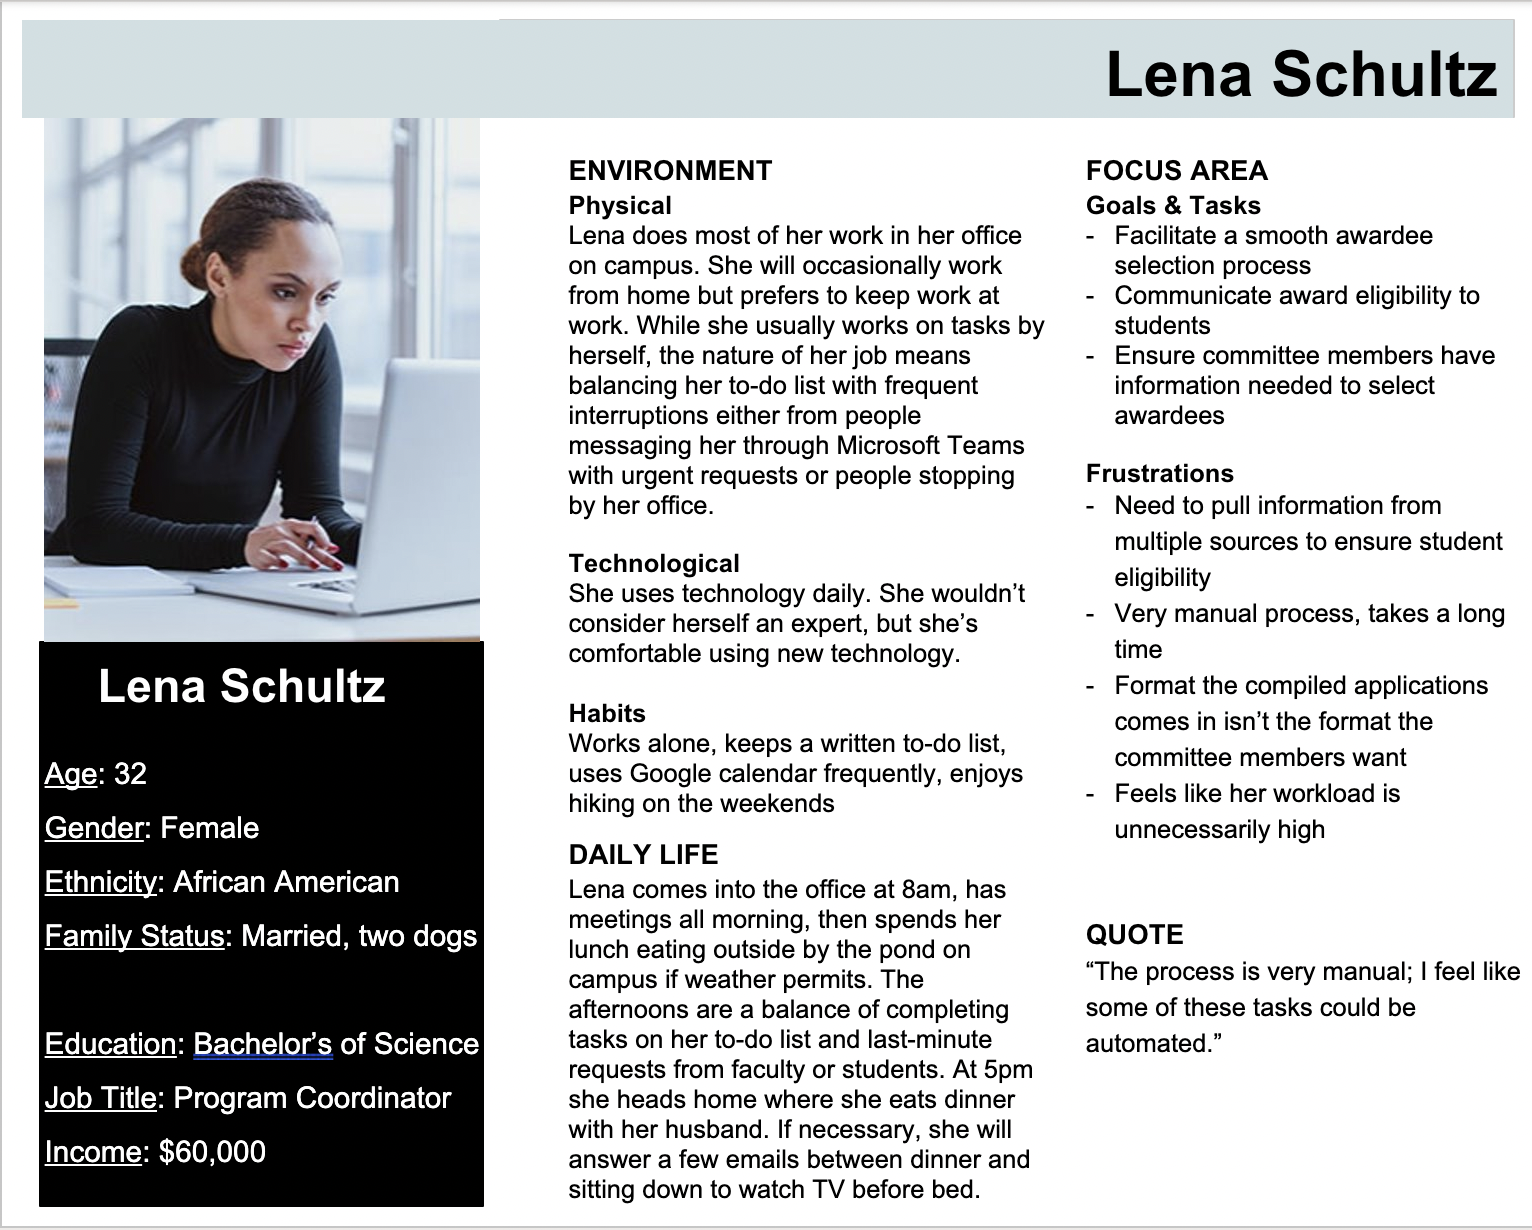 Lena Schultz
Lena Schultz
Age: 32
Gender: Female
Ethnicity: African American
Family Status: Married, two dogs
Education: Bachelor’s of Science
Job Title: Program Coordinator
Income: $60,000
ENVIRONMENT
Physical
Lena does most of her work in her office
on campus. She will occasionally work
from home but prefers to keep work at
work. While she usually works on tasks by
herself, the nature of her job means
balancing her to-do list with frequent
interruptions either from people
messaging her through Microsoft Teams
with urgent requests or people stopping
by her office.
Technological
She uses technology daily. She wouldn’t
consider herself an expert, but she’s
comfortable using new technology.
Habits
Works alone, keeps a written to-do list,
uses Google calendar frequently, enjoys
hiking on the weekends
DAILY LIFE
Lena comes into the office at 8am, has
meetings all morning, then spends her
lunch eating outside by the pond on
campus if weather permits. The
afternoons are a balance of completing
tasks on her to-do list and last-minute
requests from faculty or students. At 5pm
she heads home where she eats dinner
with her husband. If necessary, she will
answer a few emails between dinner and
sitting down to watch TV before bed.
FOCUS AREA
Goals & Tasks
- Facilitate a smooth awardee
selection process
- Communicate award eligibility to
students
- Ensure committee members have
information needed to select
awardees
Frustrations
- Need to pull information from
multiple sources to ensure student
eligibility
- Very manual process, takes a long
time
- Format the compiled applications
comes in isn’t the format the
committee members want
- Feels like her workload is
unnecessarily high
QUOTE
“The process is very manual; I feel like
some of these tasks could be
automated.”